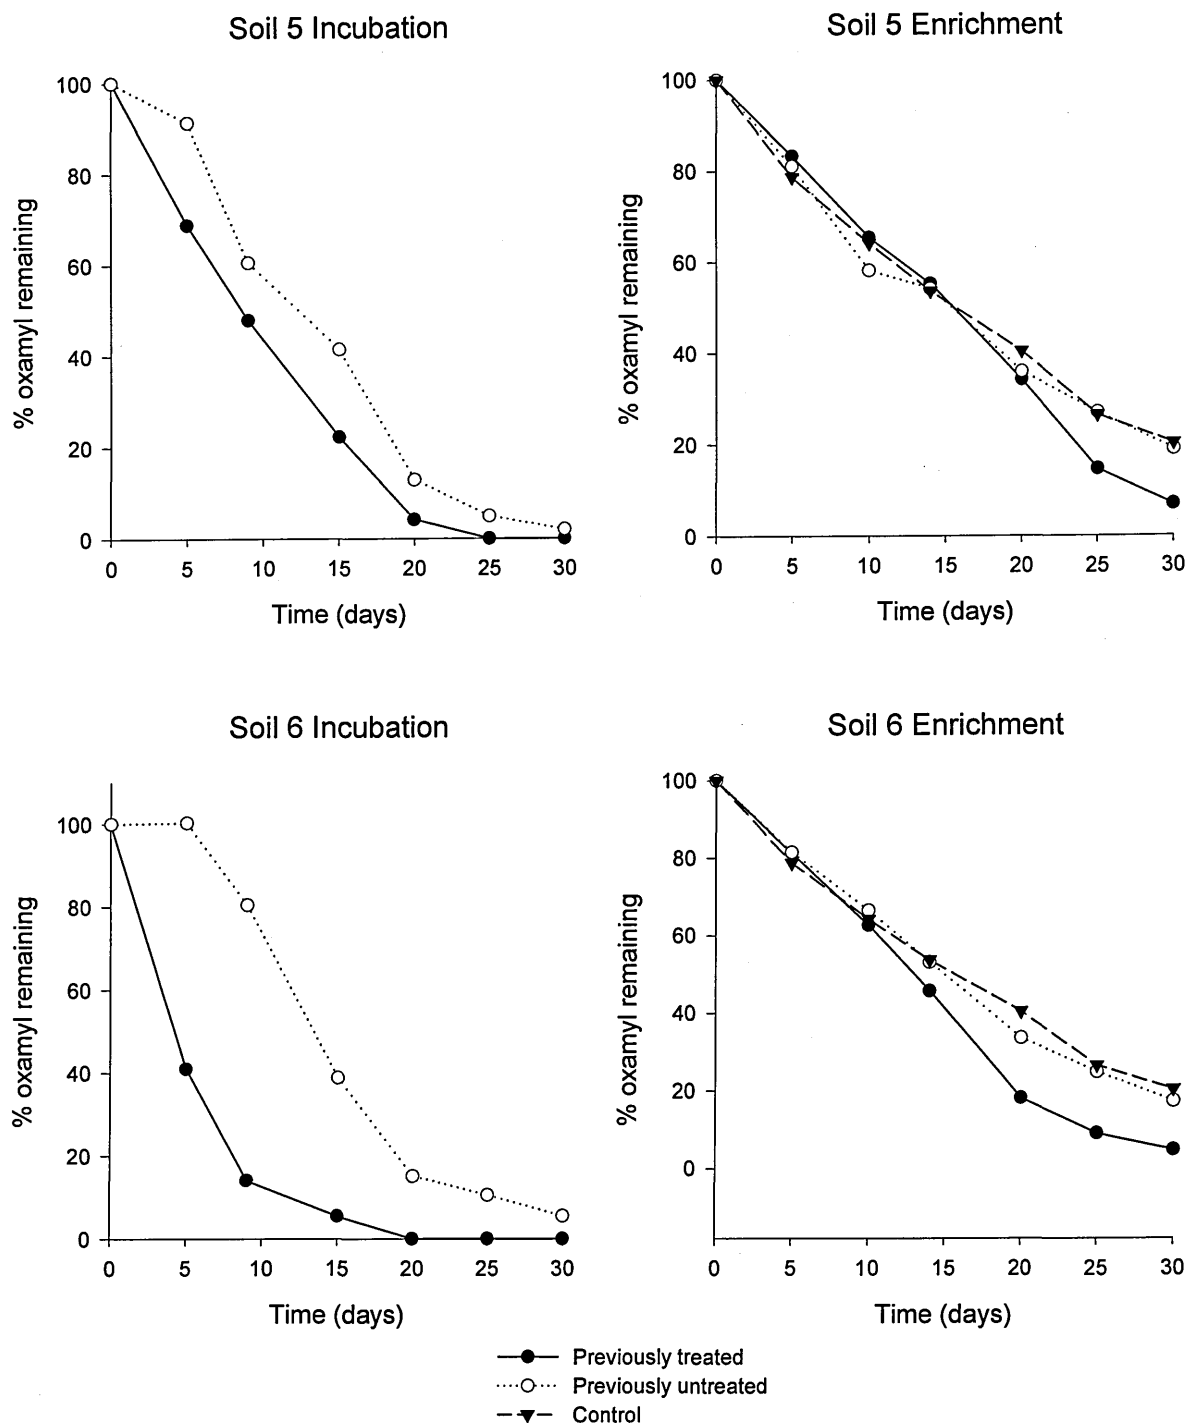 Soil 5 Incubation
% oxamyl remaining
100
80
60
40
20
0
0 5 10 15 20 25 30
Time (days)
Soil 5 Enrichment
% oxamyl remaining
100
80
60
40
20
0
0 5 10 15 20 25 30
Time (days)
Soil 6 Incubation
% oxamyl remaining
100
80
60
40
20
0
0 5 10 15 20 25 30
Time (days)
Soil 6 Enrichment
% oxamyl remaining
100
80
60
40
20
0
0 5 10 15 20 25 30
Time (days)
Previously treated
Previously untreated
Control